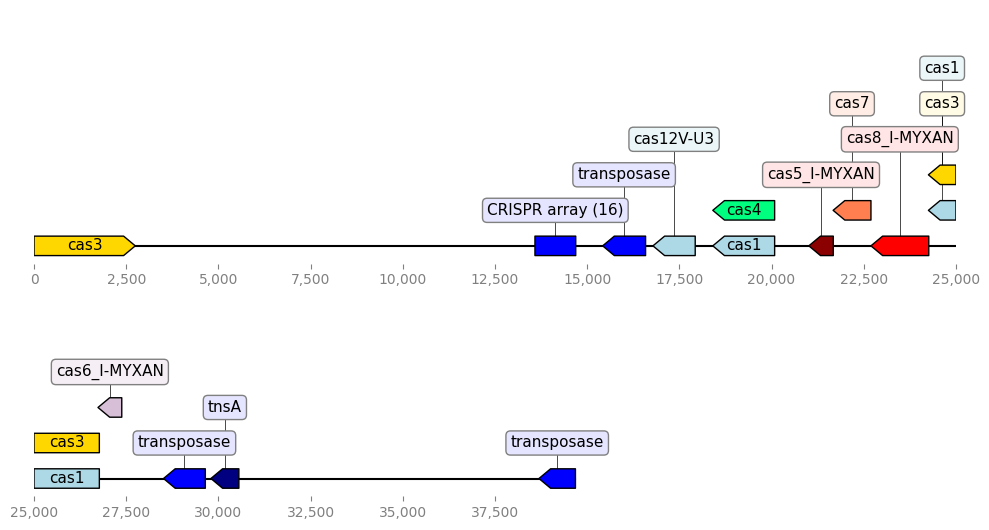 cas1
cas7
cas3
cas12V-U3
cas8_I-MYXAN
transposase
cas5_I-MYXAN
CRISPR array (16)
cas4
cas3
cas1
0
2,500
5,000
7,500
10,000
12,500
15,000
17,500
20,000
22,500
25,000
cas6_I-MYXAN
tnsA
cas3
transposase
transposase
cas1
25,000
27,500
30,000
32,500
35,000
37,500